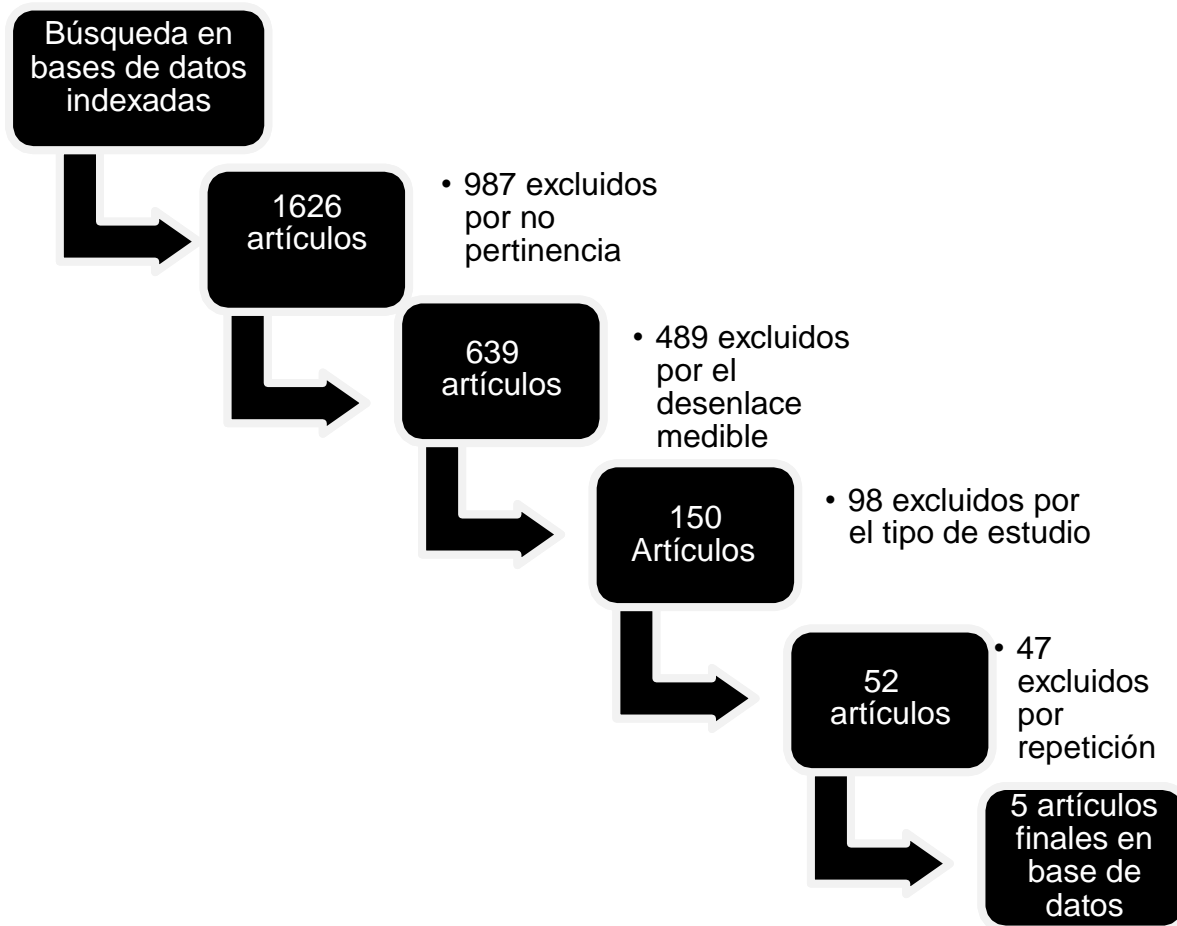 Búsqueda en
bases de datos
indexadas
1626
artículos
• 987 excluidos
por no
pertinencia
639
artículos
• 489 excluidos
por el
desenlace
medible
150
Artículos
• 98 excluidos por
el tipo de estudio
52
artículos
• 47
excluidos
por
repetición
5 artículos
finales en
base de
datos